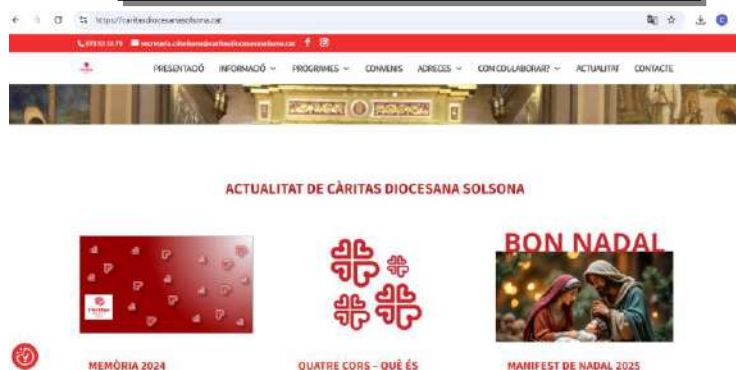 https://caritasdiocesanasolsona.cat
PRESENTACIÓ INFORMACIÓ PROGRAMES CONVENIS ADRECES COM COL·LABORAR? ACTUALITAT CONTACTE
ACTUALITAT DE CÀRITAS DIOCESANA SOLSONA
BON NADAL
MEMÒRIA 2024
QUATRE CORS – QUÈ ÉS
MANIFEST DE NADAL 2025